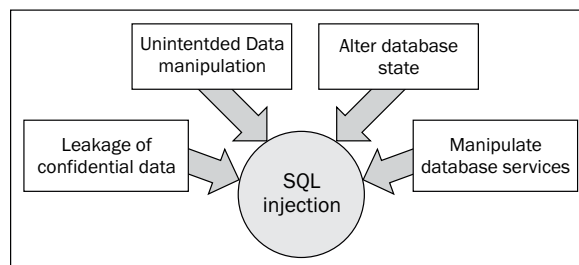 Unintentded Data
manipulation
Alter database
state
Leakage of
confidential data
Manipulate
database services
SQL
injection